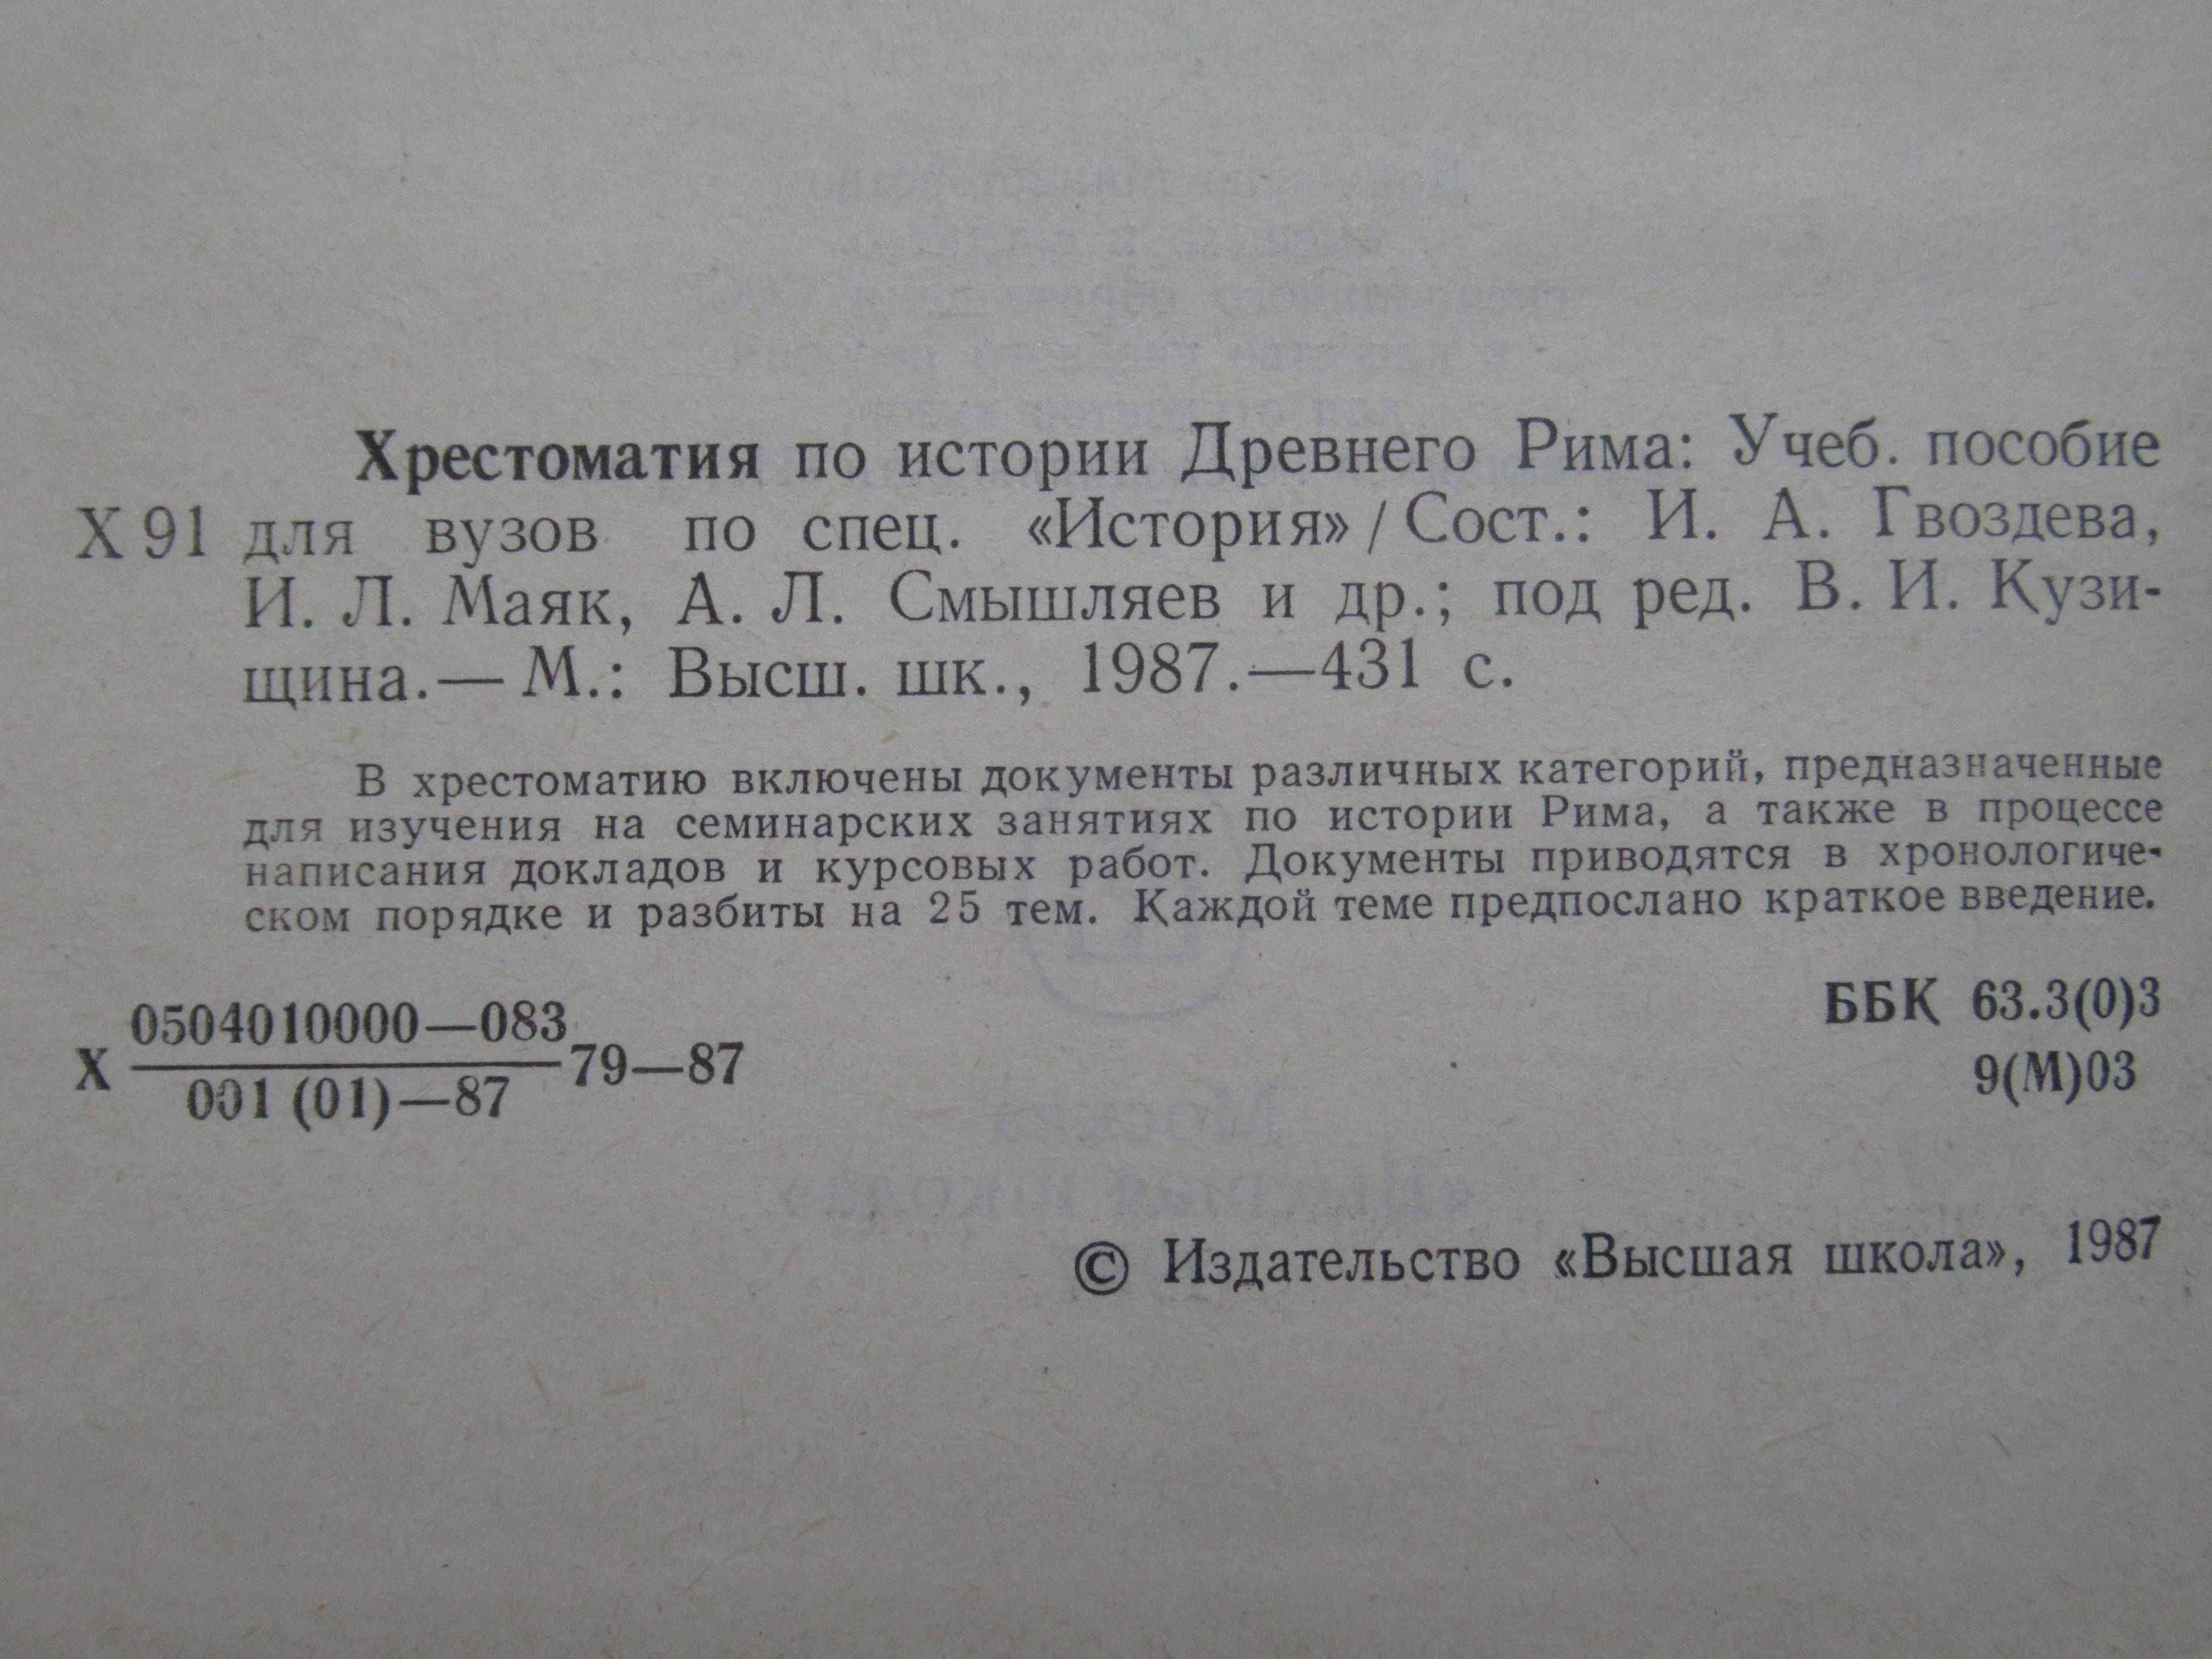 Хрестоматия по истории Древнего Рима: Учеб. пособие
Х 91 для вузов по спец. «История» / Сост.: И. А. Гвоздева,
И. Л. Маяк, А. Л. Смышляев и др.; под ред. В. И. Кузи-
щина.— М.: Высш. шк., 1987.—431 с.
В хрестоматию включены документы различных категорий, предназначенные
для изучения на семинарских занятиях по истории Рима, а также в процессе
написания докладов и курсовых работ. Документы приводятся в хронологиче-
ском порядке и разбиты на 25 тем. Каждой теме предпослано краткое введение.
0504010000—083
Х 79—87
001 (01)—87
ББК 63.3(0)3
9(М)03
© Издательство «Высшая школа», 1987